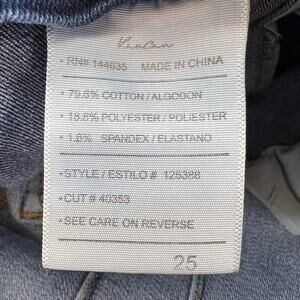 KanCan
• RN# 144635 MADE IN CHINA
• 79.6% COTTON / ALGODON
• 18.8% POLYESTER / POLIESTER
• 1.6% SPANDEX / ELASTANO
• STYLE / ESTILO # 125388
• CUT # 40353
• SEE CARE ON REVERSE
25